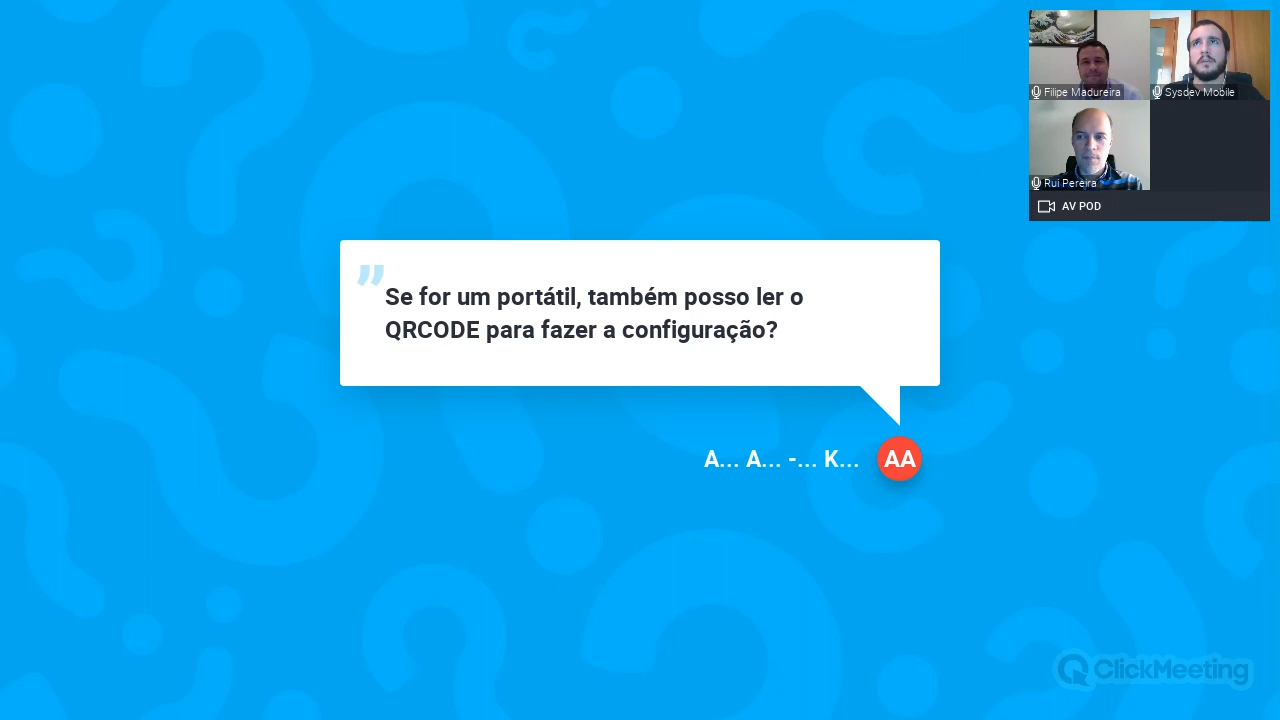 Filipe Madureira
Sysdev Mobile
Rui Pereira
AV POD
”
Se for um portátil, também posso ler o
QRCODE para fazer a configuração?
A... A... -... K...
AA
ClickMeeting